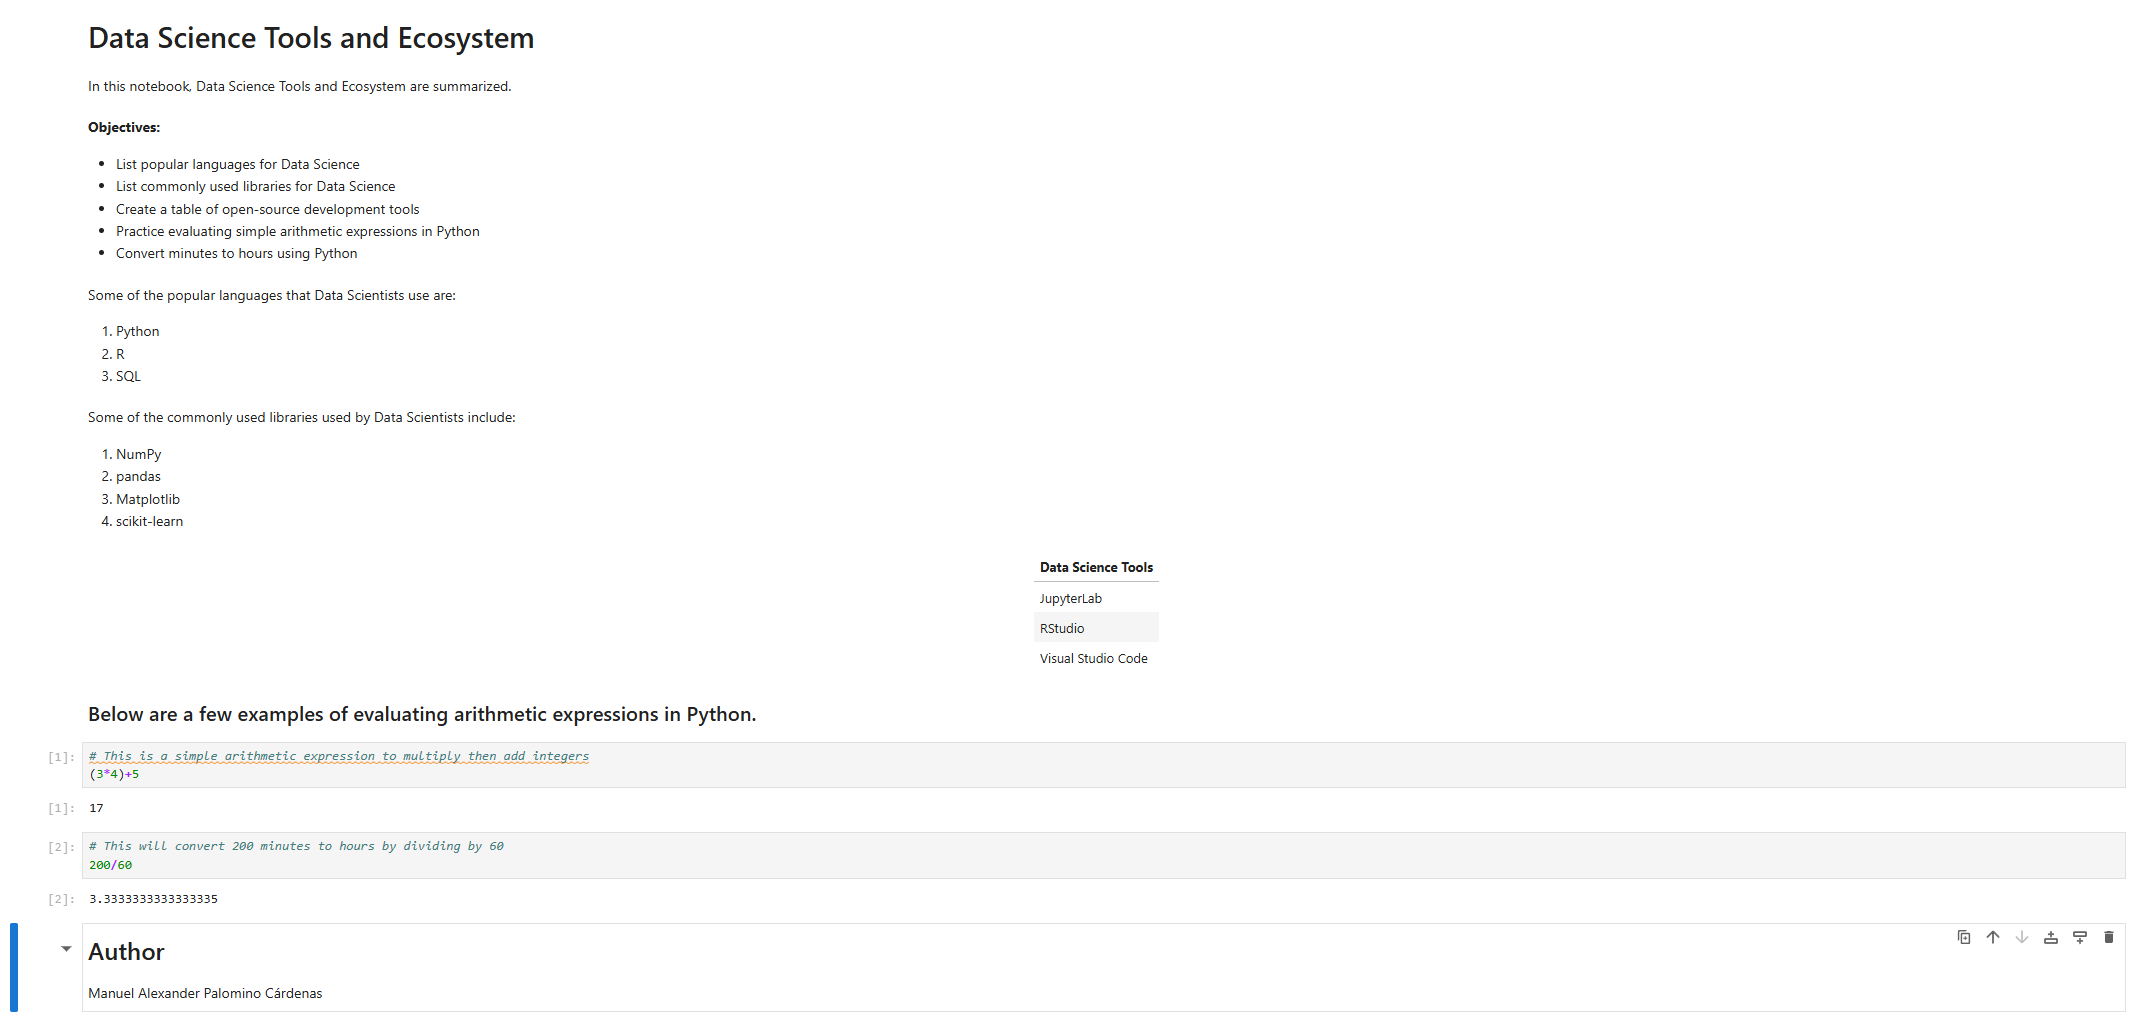 Data Science Tools and Ecosystem
In this notebook, Data Science Tools and Ecosystem are summarized.
Objectives:
• List popular languages for Data Science
• List commonly used libraries for Data Science
• Create a table of open-source development tools
• Practice evaluating simple arithmetic expressions in Python
• Convert minutes to hours using Python
Some of the popular languages that Data Scientists use are:
1. Python
2. R
3. SQL
Some of the commonly used libraries used by Data Scientists include:
1. NumPy
2. pandas
3. Matplotlib
4. scikit-learn
Data Science Tools
JupyterLab
RStudio
Visual Studio Code
Below are a few examples of evaluating arithmetic expressions in Python.
[1]: # This is a simple arithmetic expression to multiply then add integers
(3*4)+5
[1]: 17
[2]: # This will convert 200 minutes to hours by dividing by 60
200/60
[2]: 3.3333333333333335
Author
Manuel Alexander Palomino Cárdenas